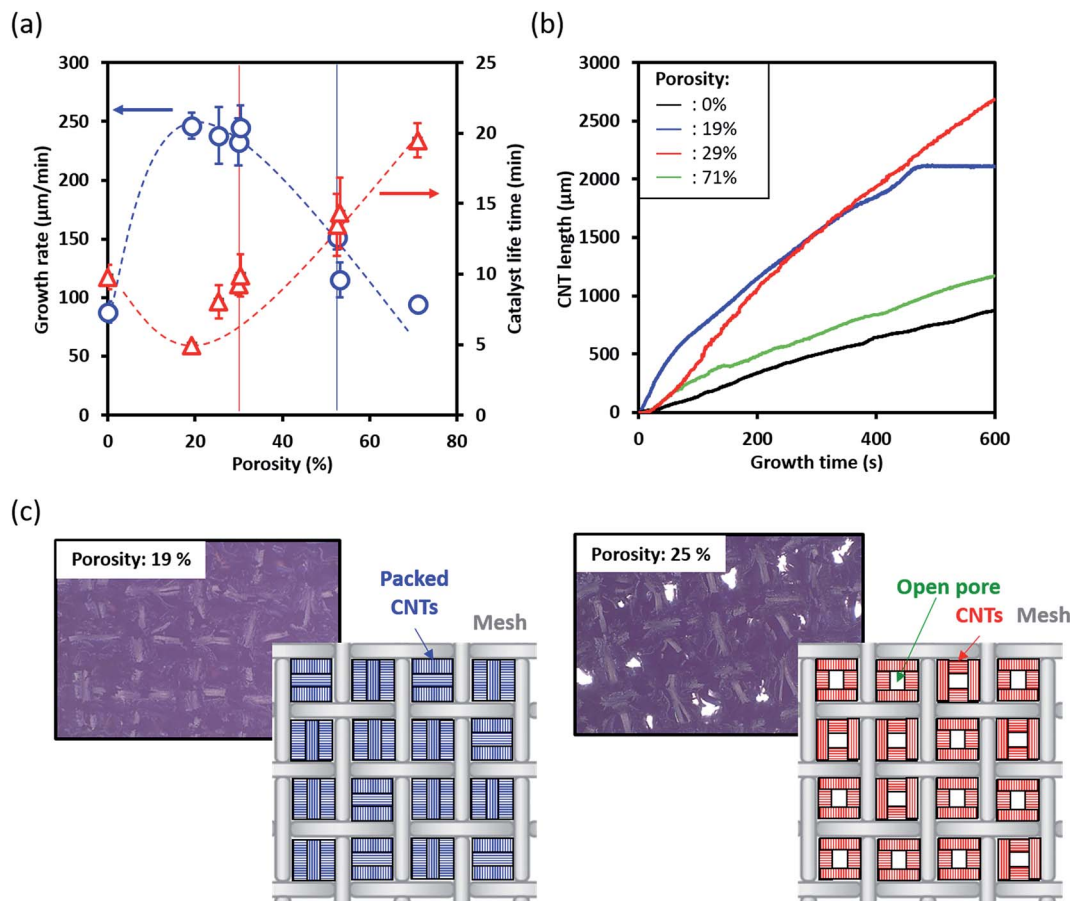 (a)
300
250
200
150
100
50
0
Growth rate (μm/min)
25
20
15
10
5
0
Catalyst life time (min)
0 20 40 60 80
Porosity (%)
(b)
2500
2000
1500
1000
500
0
3000
CNT length (μm)
Porosity:
: 0%
: 19%
: 29%
: 71%
0 200 400 600
Growth time (s)
(c)
Porosity: 19 %
Packed
CNTs
Mesh
Porosity: 25 %
Open pore
CNTs
Mesh